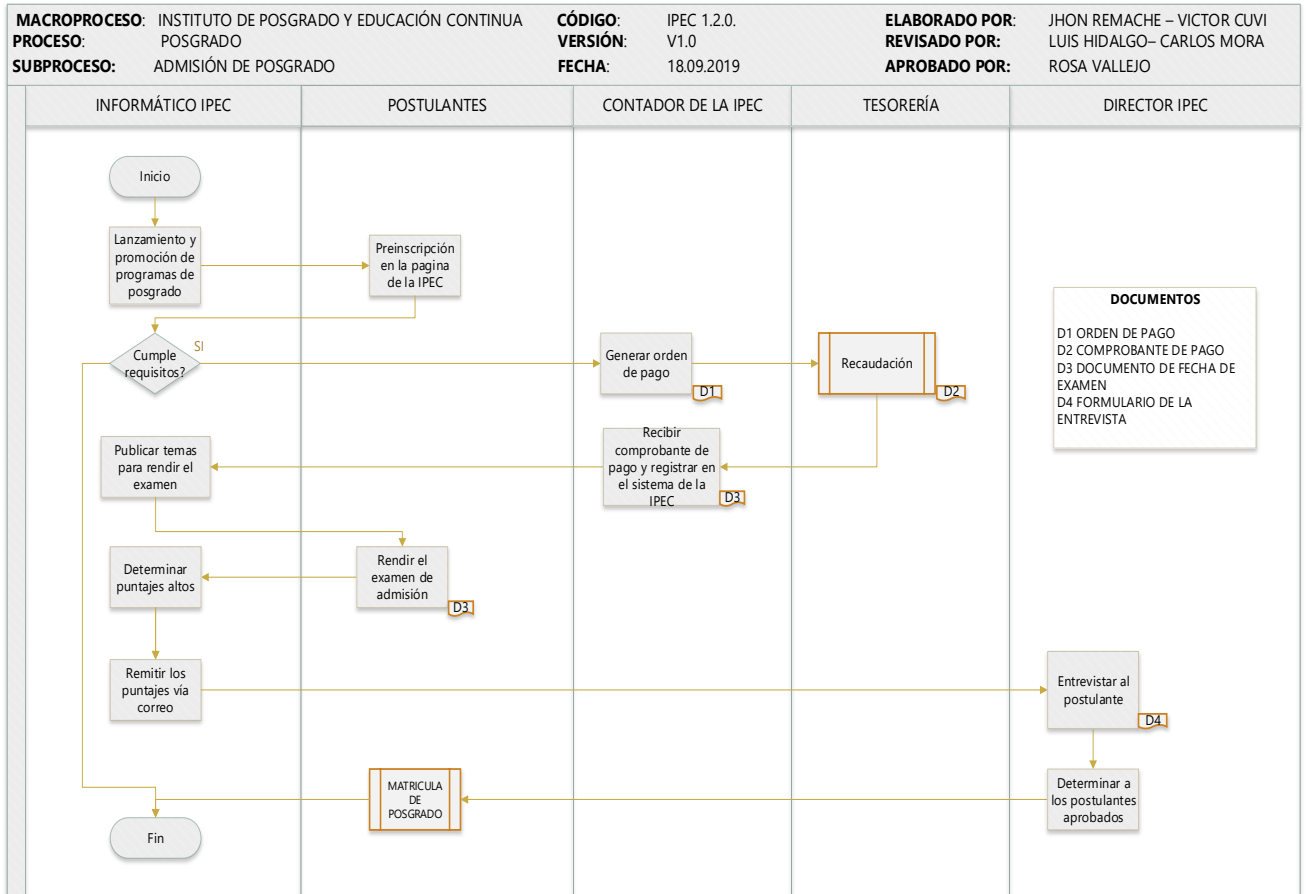 MACROPROCESO: INSTITUTO DE POSGRADO Y EDUCACIÓN CONTINUA CÓDIGO: IPEC 1.2.0. ELABORADO POR: JHON REMACHE – VICTOR CUVI
PROCESO: POSGRADO VERSIÓN: V1.0 REVISADO POR: LUIS HIDALGO– CARLOS MORA
SUBPROCESO: ADMISIÓN DE POSGRADO FECHA: 18.09.2019 APROBADO POR: ROSA VALLEJO
INFORMÁTICO IPEC POSTULANTES CONTADOR DE LA IPEC TESORERÍA DIRECTOR IPEC
Inicio
Lanzamiento y
promoción de
programas de
posgrado
Preinscripción
en la pagina
de la IPEC
DOCUMENTOS
D1 ORDEN DE PAGO
D2 COMPROBANTE DE PAGO
D3 DOCUMENTO DE FECHA DE
EXAMEN
D4 FORMULARIO DE LA
ENTREVISTA
Cumple
requisitos?
SI
Generar orden
de pago
D1
Recaudación
D2
Recibir
comprobante de
pago y registrar en
el sistema de la
IPEC
D3
Publicar temas
para rendir el
examen
Rendir el
examen de
admisión
D3
Determinar
puntajes altos
Remitir los
puntajes vía
correo
Entrevistar al
postulante
D4
Determinar a
los postulantes
aprobados
MATRICULA
DE
POSGRADO
Fin